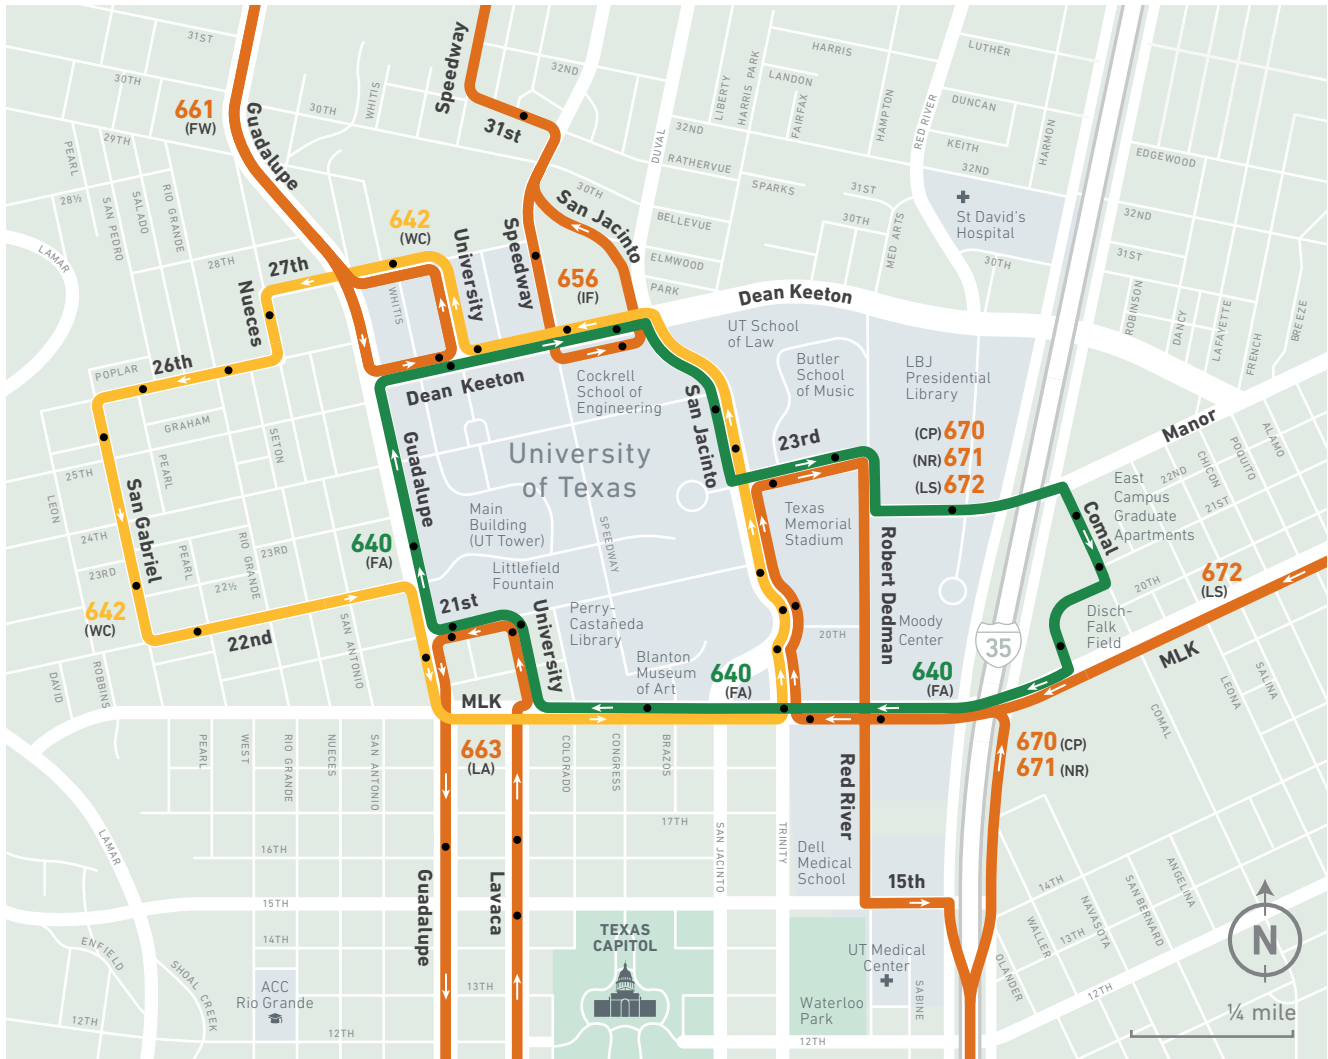 31ST
30TH
661
(FW)
29TH
PEARL
28½
SAN PEDRO
SALADO
RIO GRANDE
28TH
LAMAR
Guadalupe
30TH
WHITIS
Speedway
31st
32ND
LIBERTY
HARRIS PARK
HARRIS
LANDON
FAIRFAX
HAMPTON
RED RIVER
LUTHER
DUNCAN
KEITH
32ND
HARMON
EDGEWOOD
DUVAL
32ND
RATHERVUE
SPARKS
31ST
30TH
MED ARTS
BELLEVUE
ELMWOOD
PARK
30TH
San Jacinto
St David's
Hospital
30TH
32ND
31ST
ROBINSON
DANCY
LAFAYETTE
FRENCH
BREEZE
642
(WC)
27th
Nueces
University
Speedway
656
(IF)
WHITIS
Dean Keeton
UT School
of Law
Butler
School
of Music
LBJ
Presidential
Library
26th
POPLAR
GRAHAM
SETON
PEARL
25TH
LEON
24TH
23RD
San Gabriel
PEARL
RIO GRANDE
23RD
22½
Dean Keeton
Cockrell
School of
Engineering
San Jacinto
23rd
(CP) 670
(NR) 671
(LS) 672
Manor
ALAMO
POQUITO
CHICON
22ND
21ST
20TH
East
Campus
Graduate
Apartments
Comal
University
of Texas
Guadalupe
Main
Building
(UT Tower)
SPEEDWAY
Littlefield
Fountain
Texas
Memorial
Stadium
Robert Dedman
640
(FA)
672
(LS)
642
(WC)
22nd
SAN ANTONIO
21st
University
Perry-
Castañeda
Library
Blanton
Museum
of Art
20TH
Moody
Center
35
Disch-
Falk
Field
MLK
DAVID
ROBBINS
640
(FA)
640
(FA)
SALINA
LEONA
COMAL
MLK
663
(LA)
670 (CP)
671 (NR)
PEARL
WEST
RIO GRANDE
NUECES
SAN ANTONIO
COLORADO
CONGRESS
BRAZOS
Red River
LAMAR
17TH
SAN JACINTO
TRINITY
16TH
Dell
Medical
School
15th
15TH
Guadalupe
Lavaca
14TH
ENFIELD
SHOAL CREEK
ACC
Rio Grande
13TH
12TH
12TH
TEXAS
CAPITOL
UT Medical
Center
Waterloo
Park
SABINE
12TH
OLANDER
WALLER
14TH
13TH
NAVASOTA
SAN BERNARD
ANGELINA
12TH
N
¼ mile